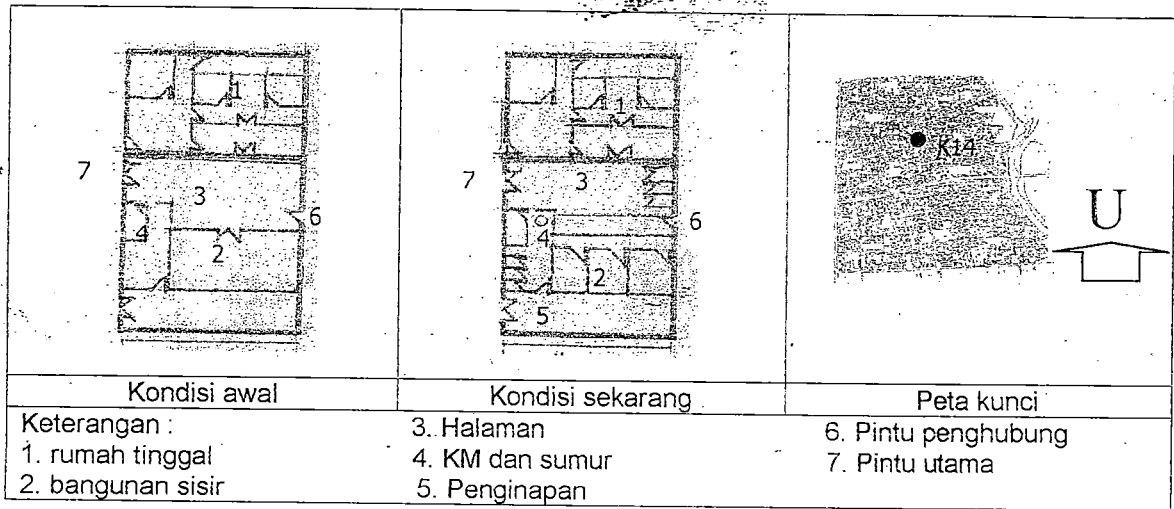 1
7
3
6
4
2
1
7
3
6
4
2
5
K14
U
Kondisi awal
Kondisi sekarang
Peta kunci
Keterangan :
1. rumah tinggal
2. bangunan sisir
3. Halaman
4. KM dan sumur
5. Penginapan
6. Pintu penghubung
7. Pintu utama